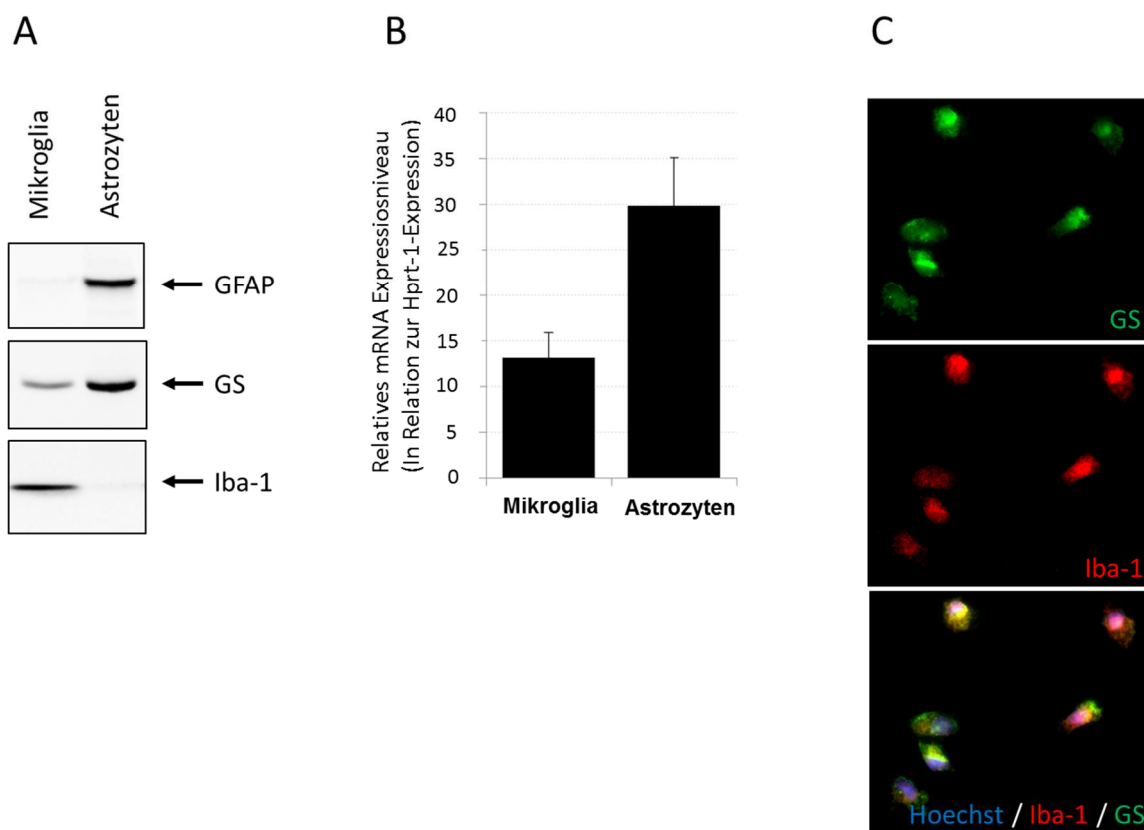 A
Mikroglia
Astrozyten
GFAP
GS
Iba-1
B
Relatives mRNA Expressiosniveau
(In Relation zur Hprt-1-Expression)
40
35
30
25
20
15
10
5
0
Mikroglia
Astrozyten
C
GS
Iba-1
Hoechst / Iba-1 / GS